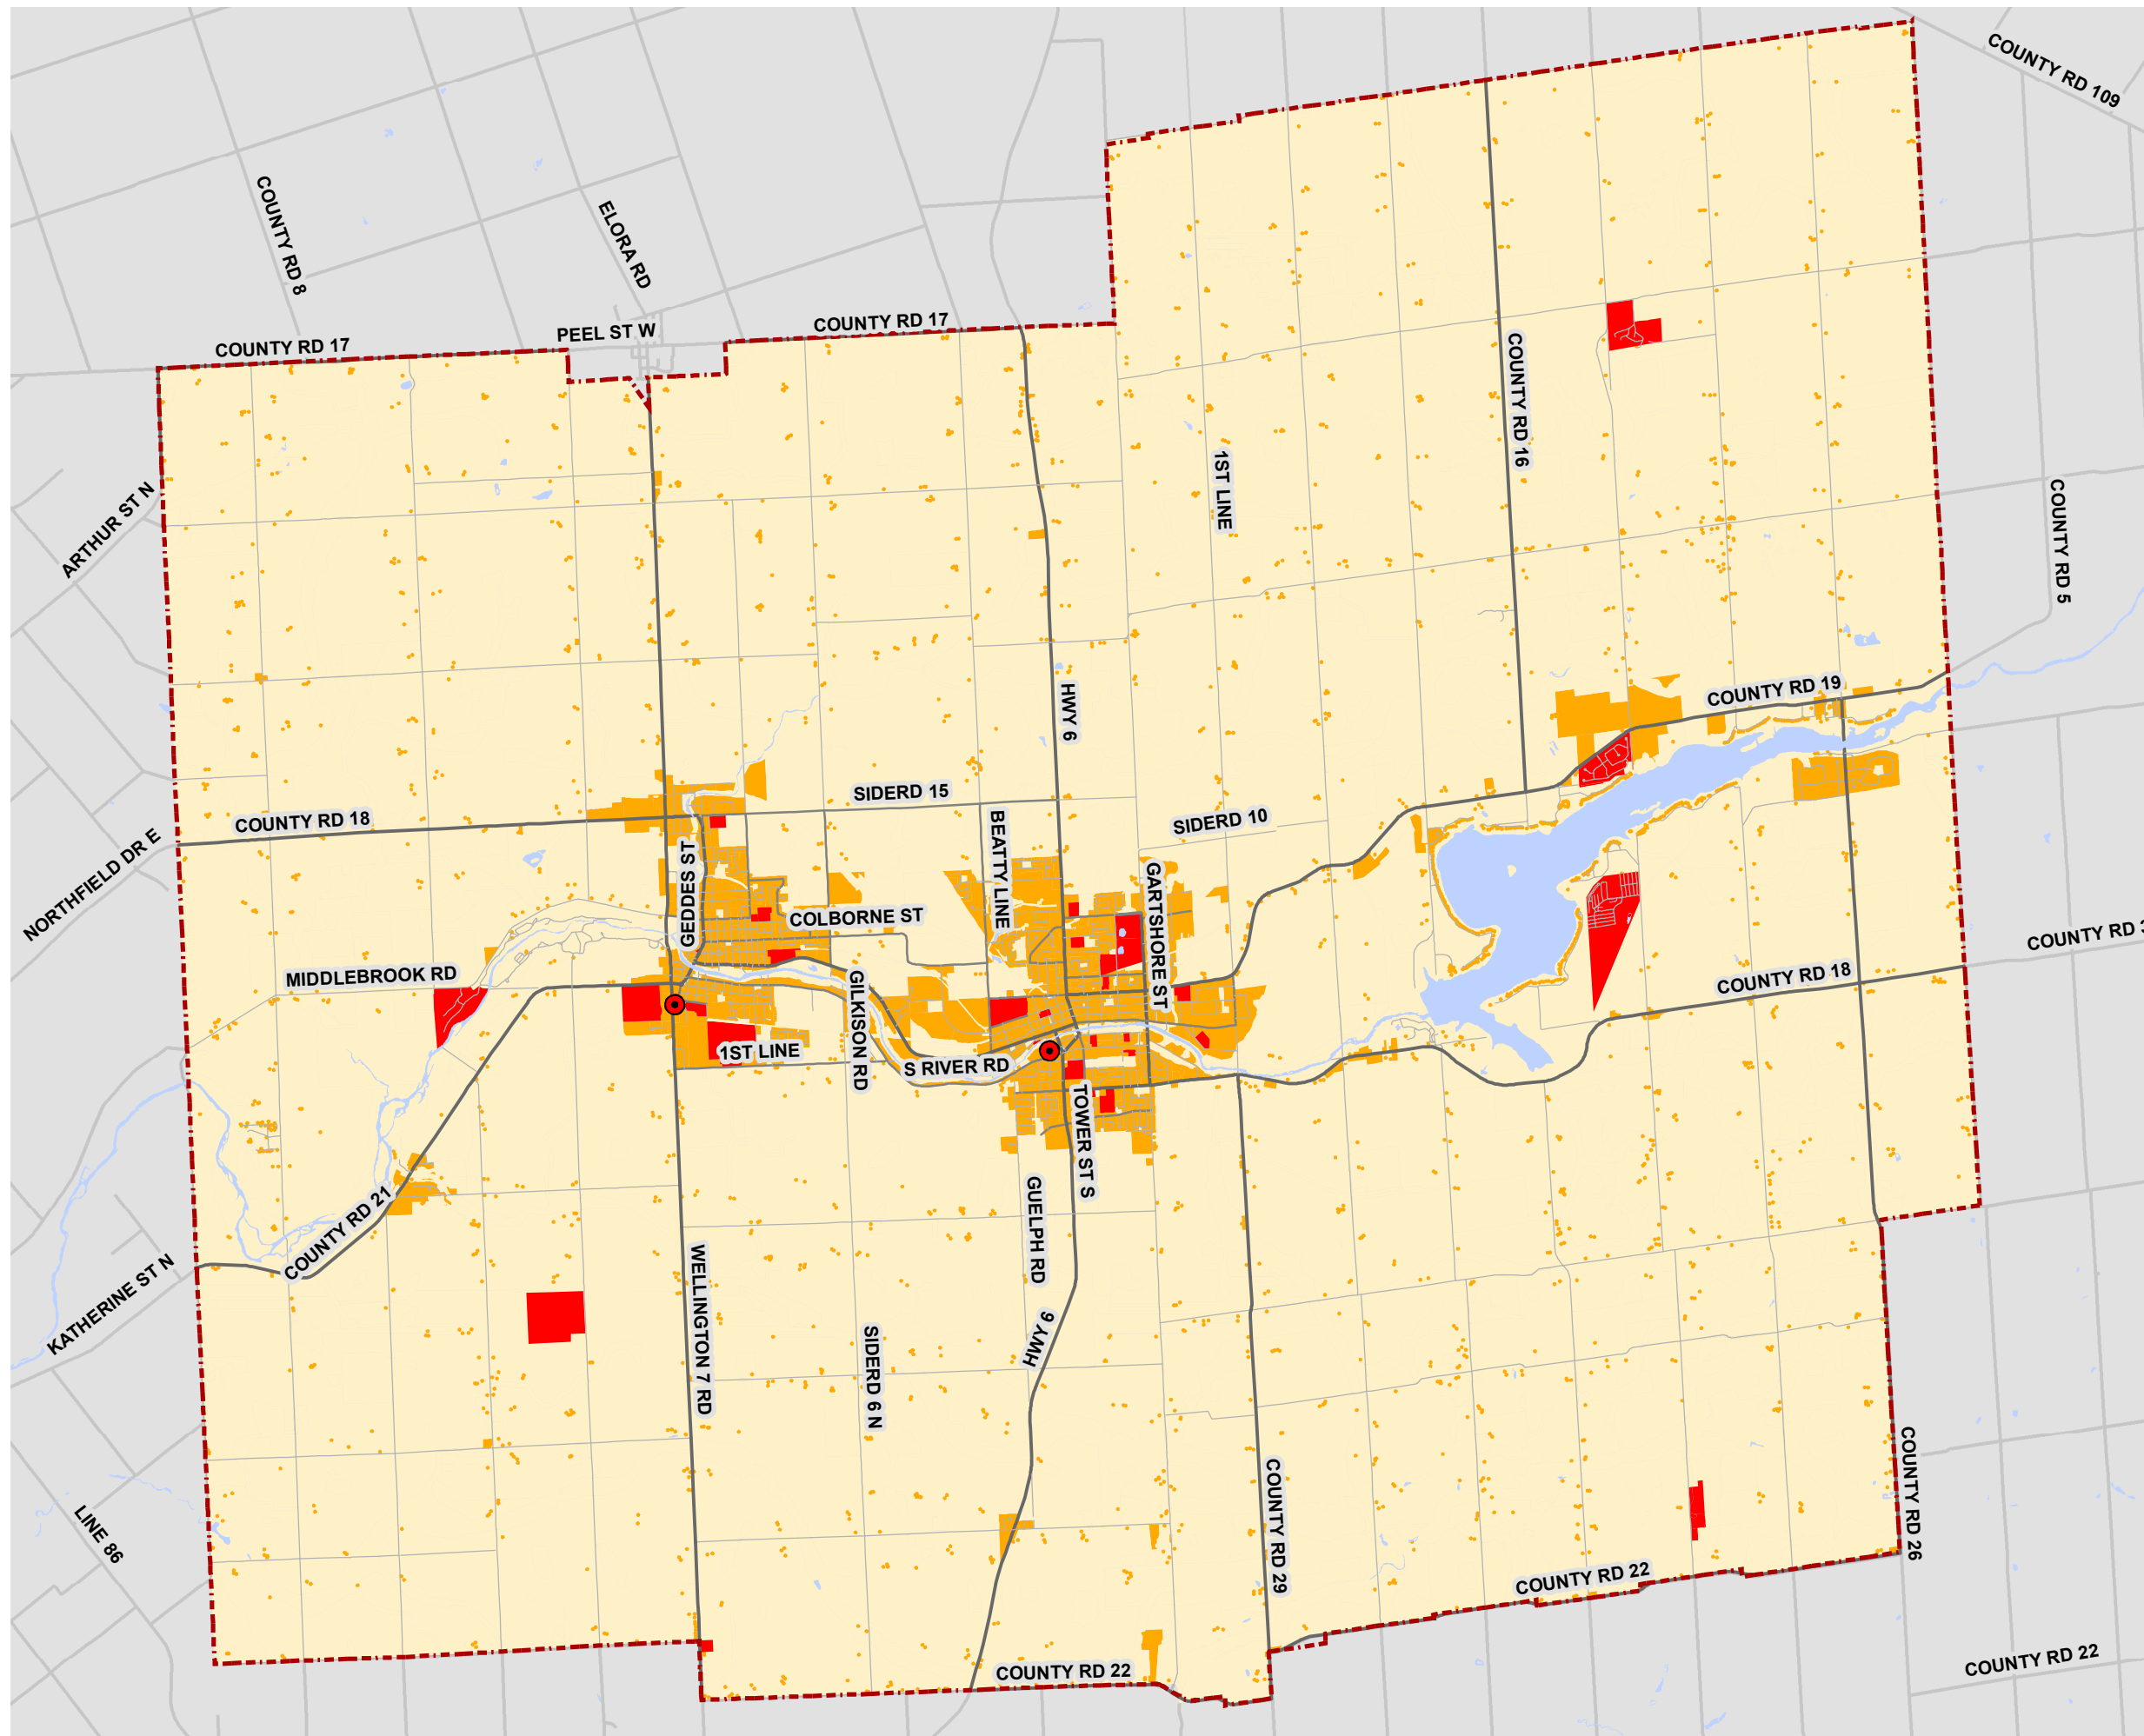 COUNTY RD 109
COUNTY RD 8
ELORA RD
PEEL ST W
COUNTY RD 17
COUNTY RD 17
COUNTY RD 16
1ST LINE
ARTHUR ST N
COUNTY RD 5
HWY 6
COUNTY RD 19
SIDERD 15
COUNTY RD 18
BEATTY LINE
SIDERD 10
NORTHFIELD DR E
GEDDES ST
GARTSHORE ST
COLBORNE ST
COUNTY RD 3
MIDDLEBROOK RD
COUNTY RD 18
GILKISON RD
1ST LINE
S RIVER RD
TOWER ST S
COUNTY RD 21
GUELPH RD
KATHERINE ST N
WELLINGTON 7 RD
HWY 6
SIDERD 6 N
COUNTY RD 29
COUNTY RD 26
LINE 86
COUNTY RD 22
COUNTY RD 22
COUNTY RD 22